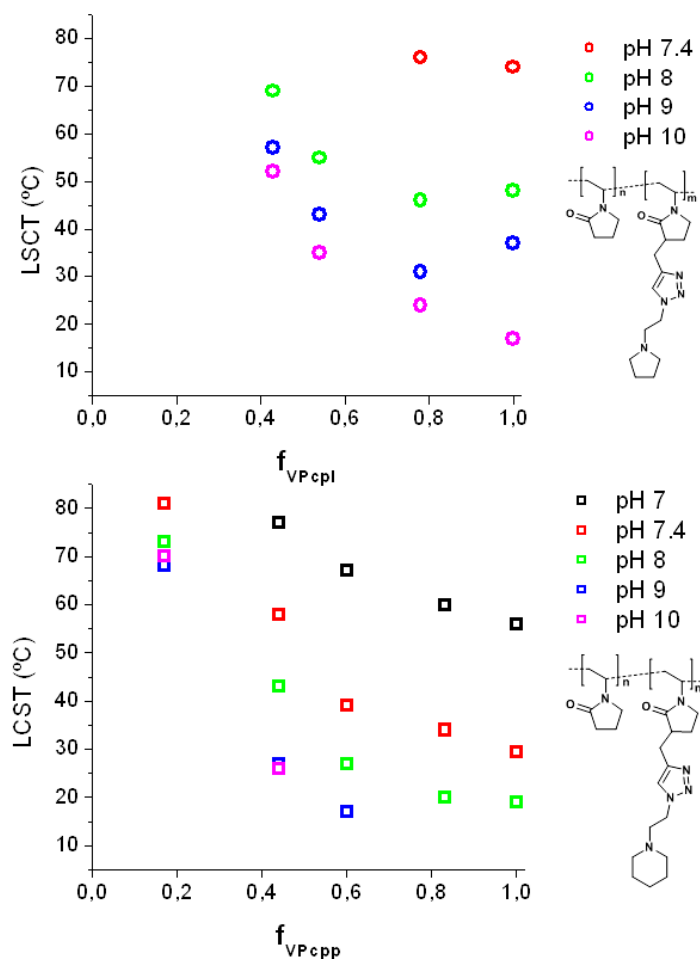 80
70
60
50
40
30
20
10
LSCT (ºC)
0,0 0,2 0,4 0,6 0,8 1,0
f VPcpl
pH 7.4
pH 8
pH 9
pH 10
n m
N N
O O
N
N
N
N
80
70
60
50
40
30
20
10
LCST (ºC)
0,0 0,2 0,4 0,6 0,8 1,0
f VPcpp
pH 7
pH 7.4
pH 8
pH 9
pH 10
n n
N N
O O
N
N
N
N